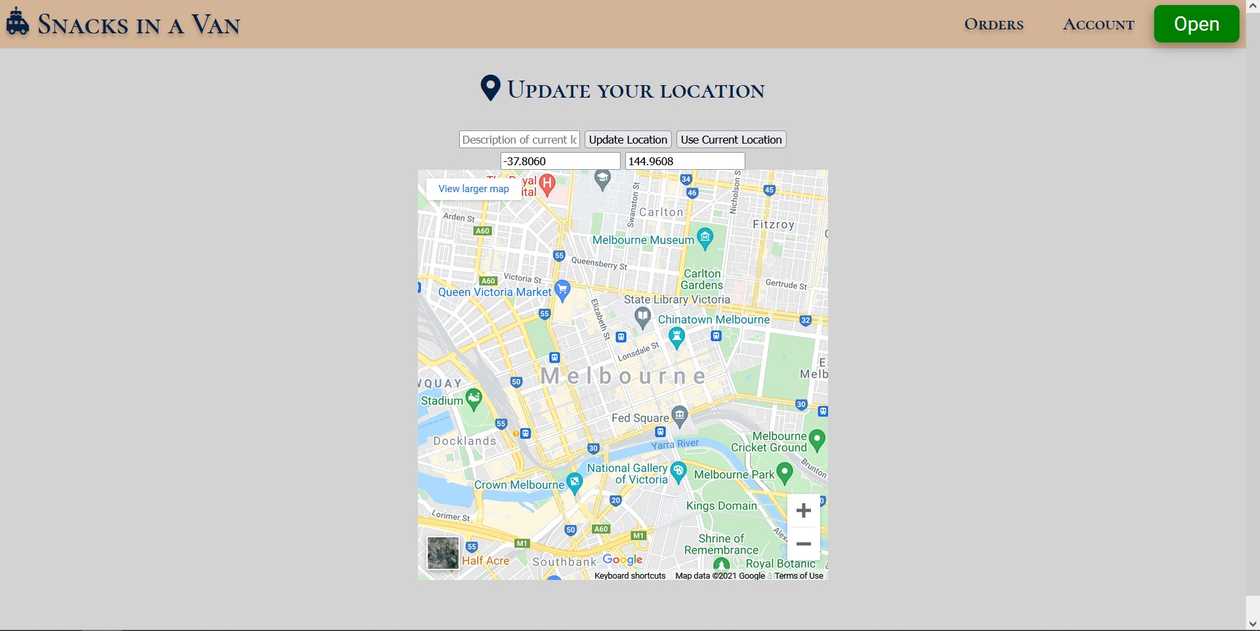 Snacks in a Van
Orders
Account
Open
Update your location
Description of current lo
Update Location
Use Current Location
-37.8060
144.9608
View larger map
The Royal
H
34
46
45
Swanston St
Nicholson S
Carlton
Arden St
A60
Fitzroy
Melbourne Museum
55
Queensberry St
Carlton
Gardens
A60
Victoria St
Gertrude St
Queen Victoria Market
State Library Victoria
55
Elizabeth St
Chinatown Melbourne
32
Lonsdale St
50
Melbourne
QUAY
Stadium
30
Fed Square
55
Docklands
Yarra River
Melbourne
Cricket Ground
30
National Gallery
of Victoria
Melbourne Park
Brunton
Crown Melbourne
20
Kings Domain
Lorimer St
50
A60
M1
M1
55
Half Acre
Southbank
Google
Shrine of
Remembrance
Royal Botanic
Keyboard shortcuts
Map data ©2021 Google
Terms of Use
+
−